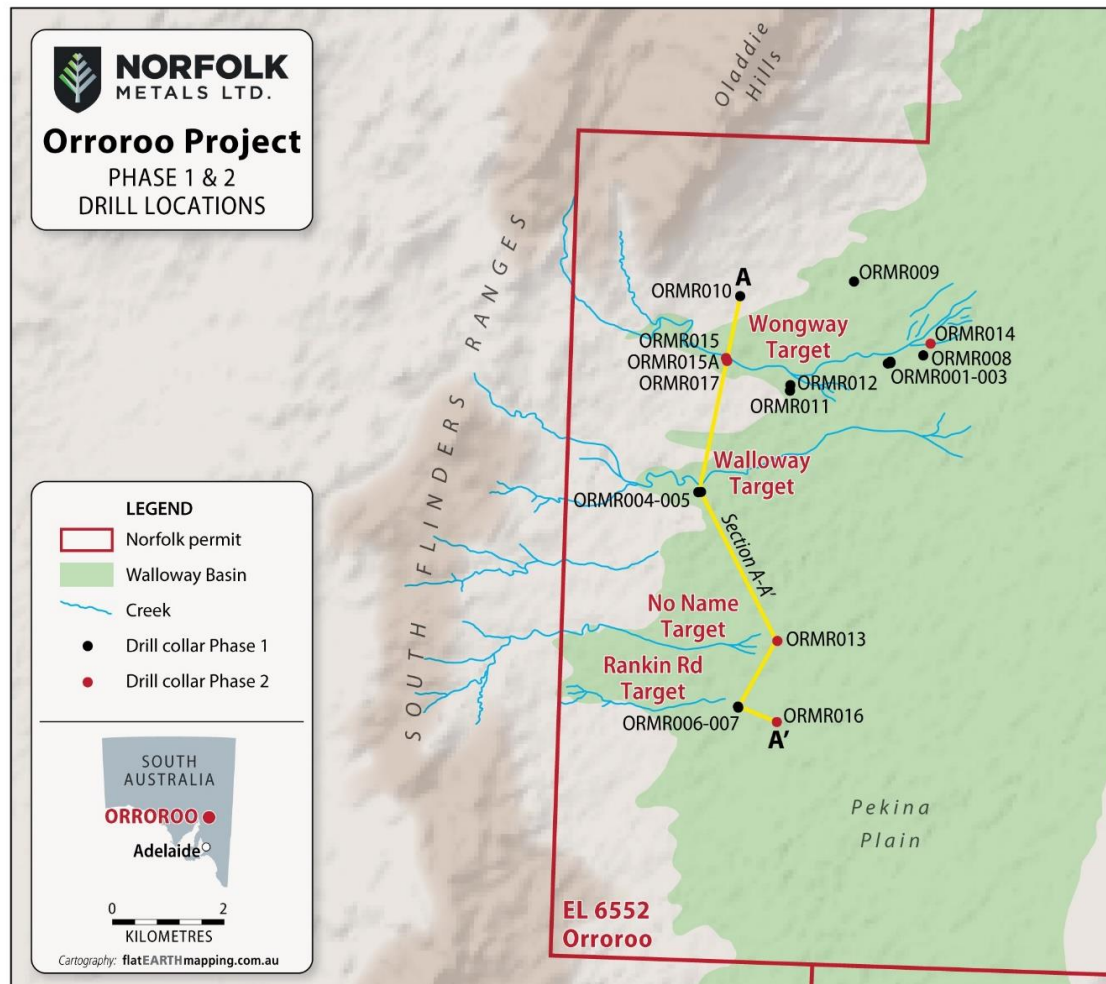 NORFOLK
METALS LTD.
Orroroo Project
PHASE 1 & 2
DRILL LOCATIONS
Oladdie
Hills
SOUTH FLINDERS RANGES
A
ORMR010
ORMR009
Wongway
Target
ORMR015
ORMR015A
ORMR017
ORMR014
ORMR008
ORMR001-003
ORMR012
ORMR011
Walloway
Target
ORMR004-005
Section A-A'
No Name
Target
ORMR013
Rankin Rd
Target
ORMR006-007
ORMR016
A'
Pekina
Plain
EL 6552
Orroroo
LEGEND
Norfolk permit
Walloway Basin
Creek
Drill collar Phase 1
Drill collar Phase 2
SOUTH
AUSTRALIA
ORROROO
Adelaide
0 2
KILOMETRES
Cartography: flatEARTHmapping.com.au